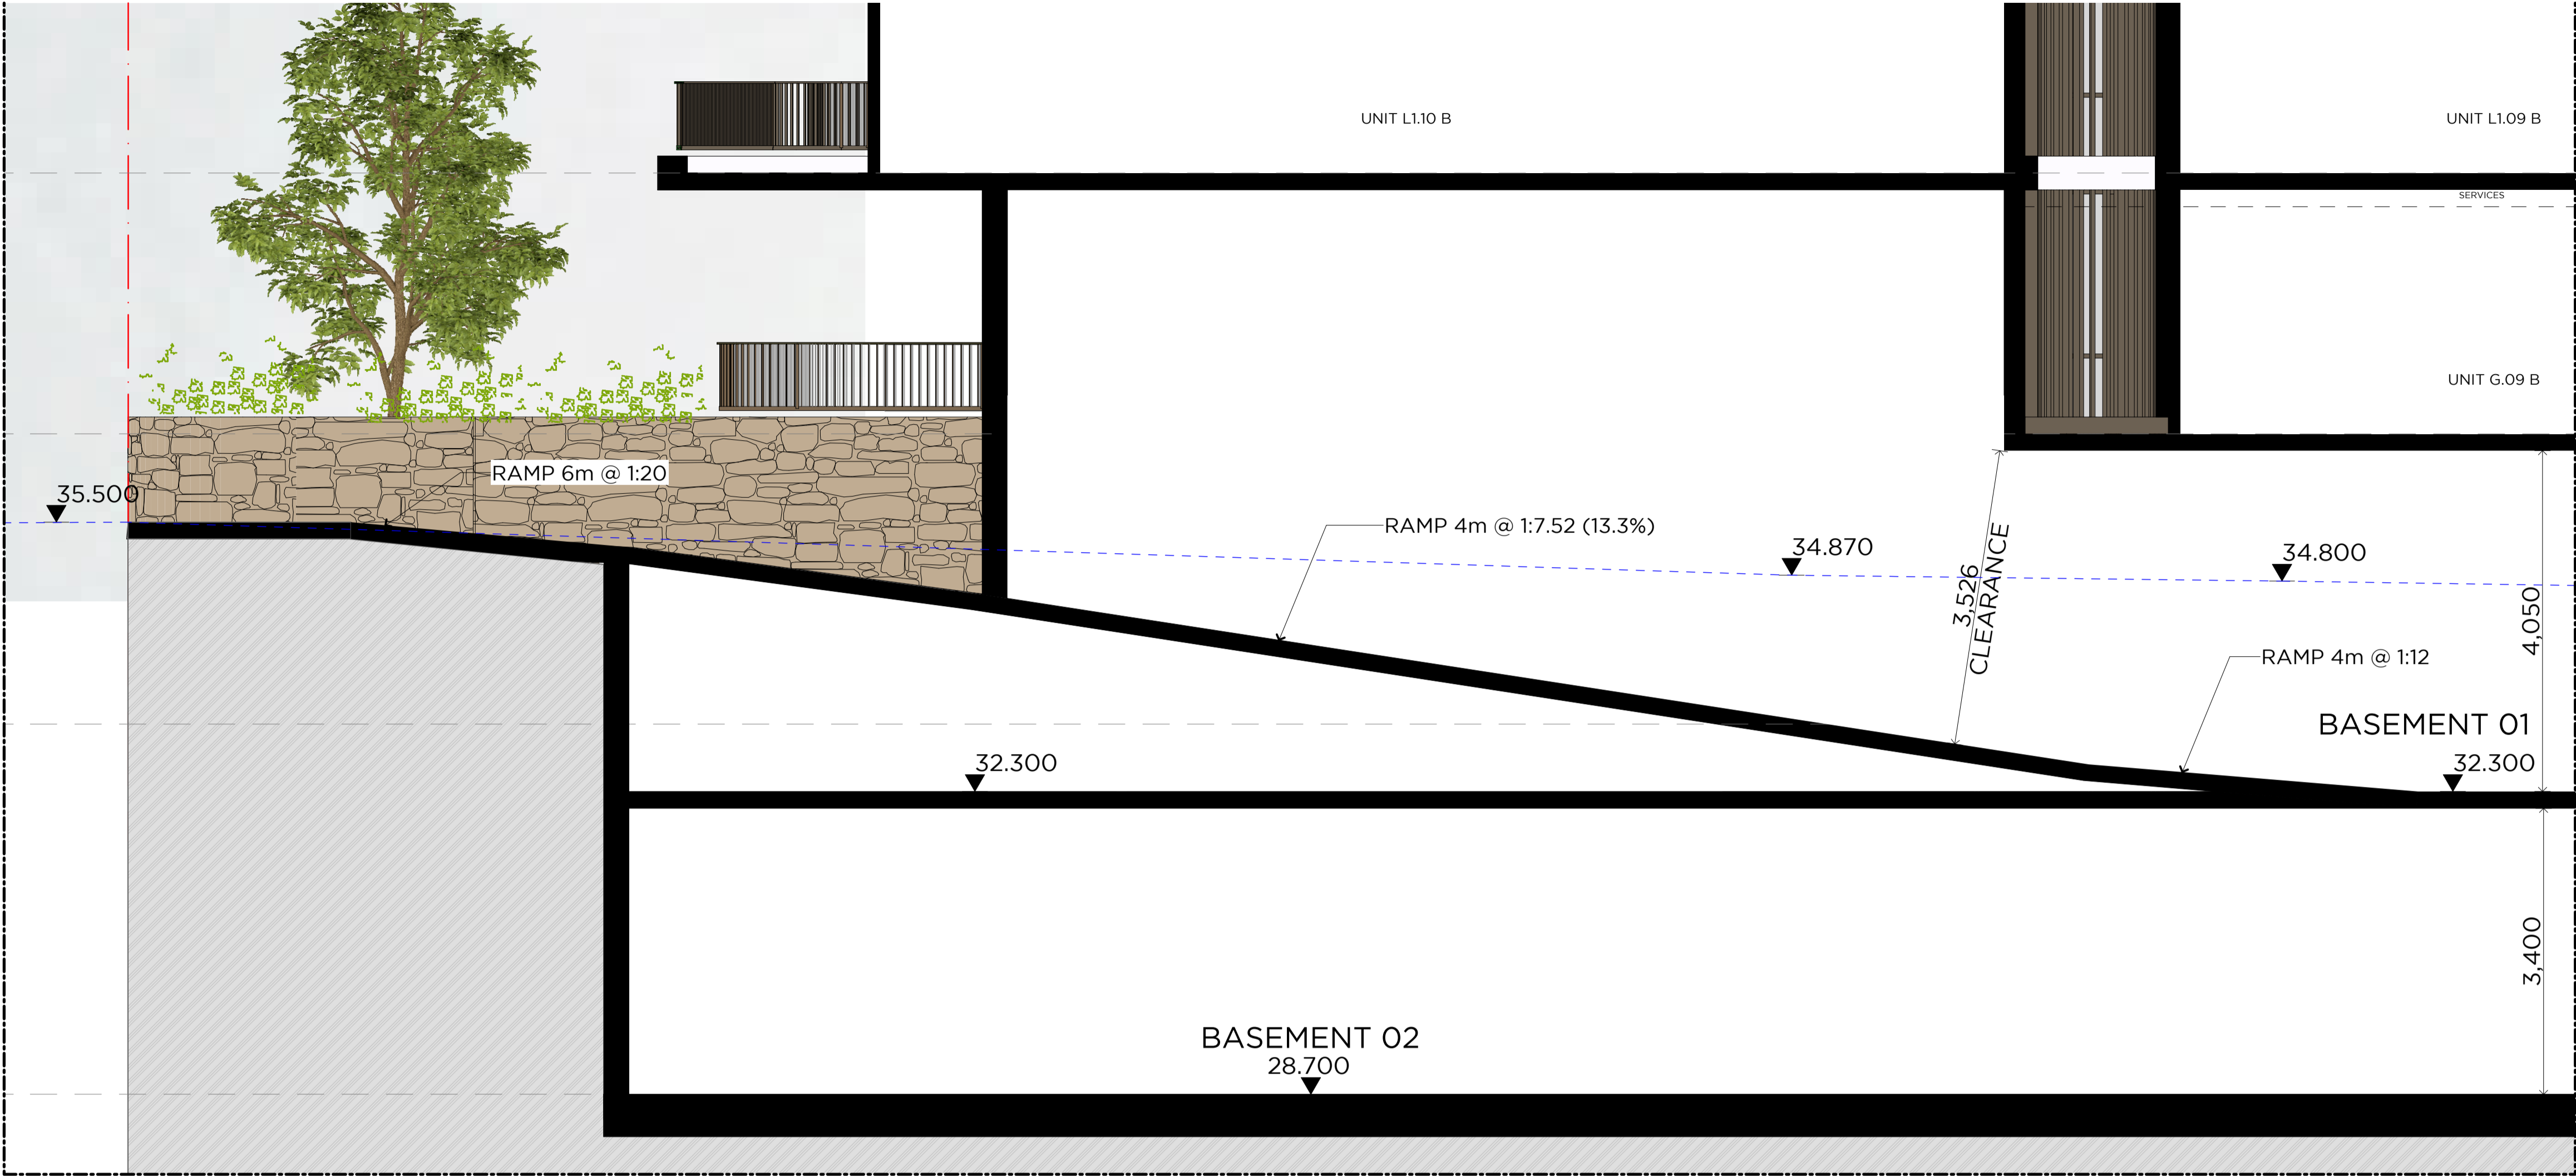 UNIT L1.10 B
UNIT L1.09 B
SERVICES
UNIT G.09 B
RAMP 6m @ 1:20
35.500
RAMP 4m @ 1:7.52 (13.3%)
34.870
34.800
3,526
CLEARANCE
4,050
RAMP 4m @ 1:12
BASEMENT 01
32.300
32.300
3,400
BASEMENT 02
28.700